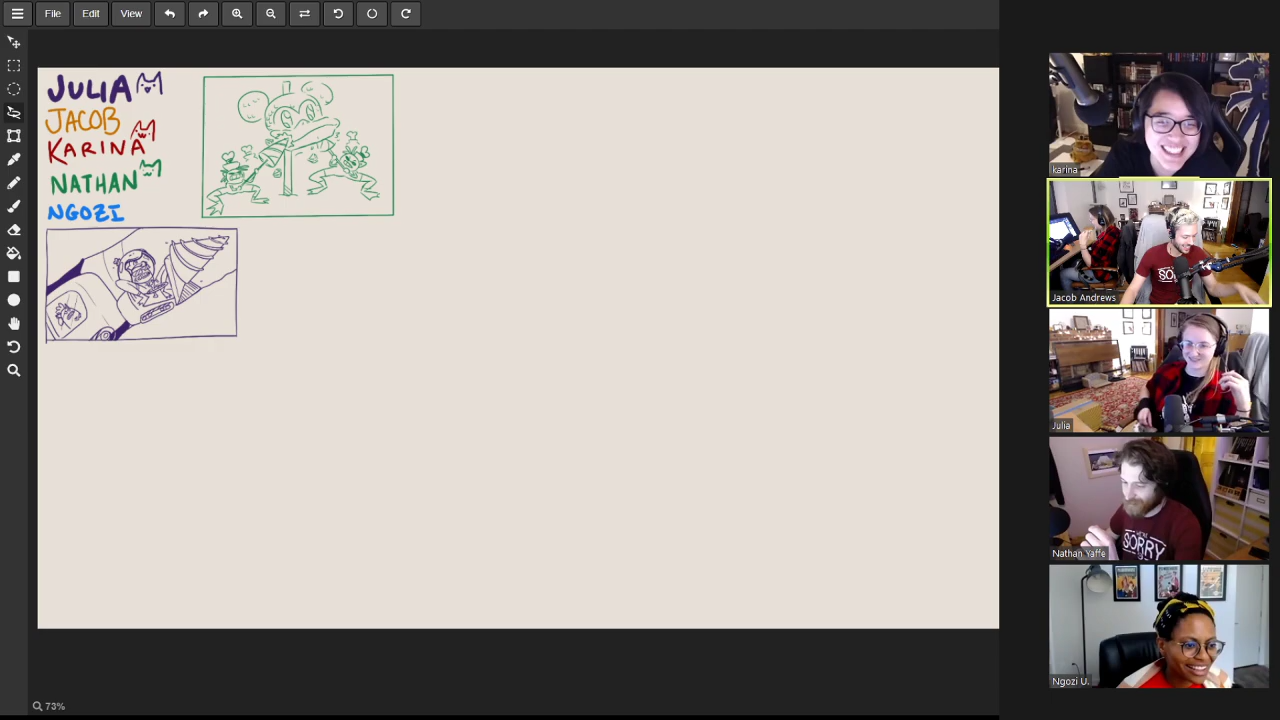 File Edit View
JULIA
JACOB
KARINA
NATHAN
NGOZI
73%
karina
Jacob Andrews
Julia
SORRY
Nathan Yaffe
Ngozi U.